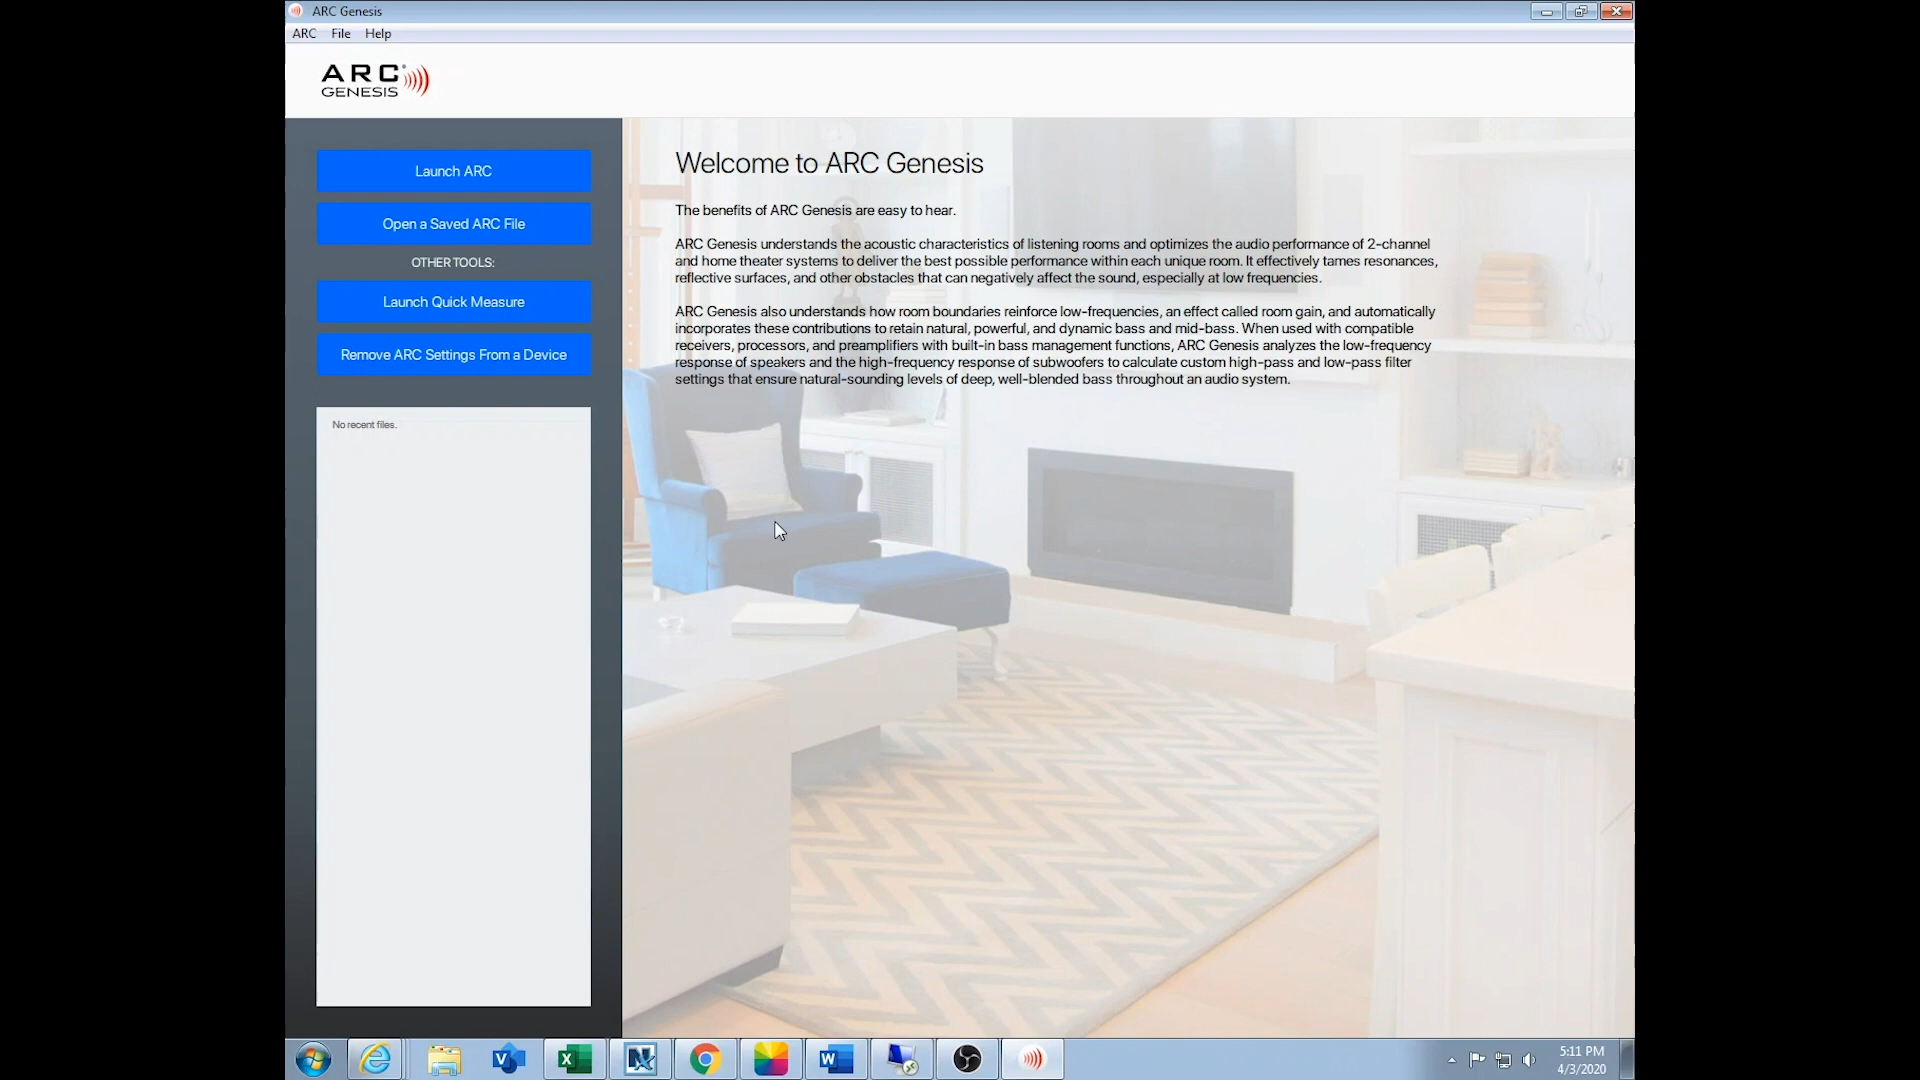 ARC Genesis
ARC File Help
ARC
GENESIS
Launch ARC
Open a Saved ARC File
OTHER TOOLS:
Launch Quick Measure
Remove ARC Settings From a Device
No recent files.
Welcome to ARC Genesis
The benefits of ARC Genesis are easy to hear.
ARC Genesis understands the acoustic characteristics of listening rooms and optimizes the audio performance of 2-channel
and home theater systems to deliver the best possible performance within each unique room. It effectively tames resonances,
reflective surfaces, and other obstacles that can negatively affect the sound, especially at low frequencies.
ARC Genesis also understands how room boundaries reinforce low-frequencies, an effect called room gain, and automatically
incorporates these contributions to retain natural, powerful, and dynamic bass and mid-bass. When used with compatible
receivers, processors, and preamplifiers with built-in bass management functions, ARC Genesis analyzes the low-frequency
response of speakers and the high-frequency response of subwoofers to calculate custom high-pass and low-pass filter
settings that ensure natural-sounding levels of deep, well-blended bass throughout an audio system.
5:11 PM
4/3/2020